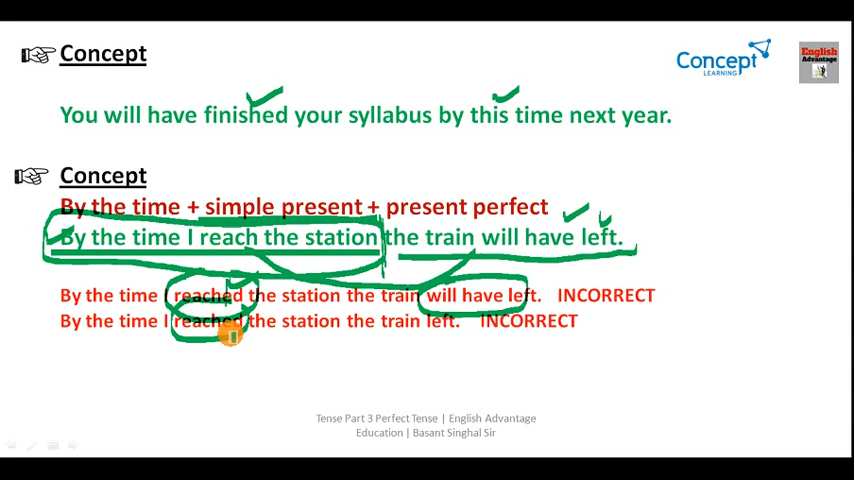 Concept
Concept
LEARNING
English
Advantage
You will have finished your syllabus by this time next year.
Concept
By the time + simple present + present perfect
By the time I reach the station the train will have left.
By the time I reached the station the train will have left. INCORRECT
By the time I reached the station the train left. INCORRECT
Tense Part 3 Perfect Tense | English Advantage
Education | Basant Singhal Sir